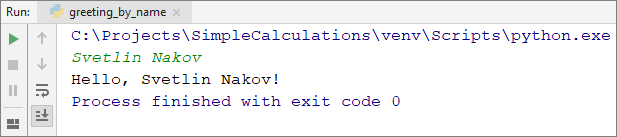 Run: greeting_by_name
C:\Projects\SimpleCalculations\venv\Scripts\python.exe
Svetlin Nakov
Hello, Svetlin Nakov!
Process finished with exit code 0